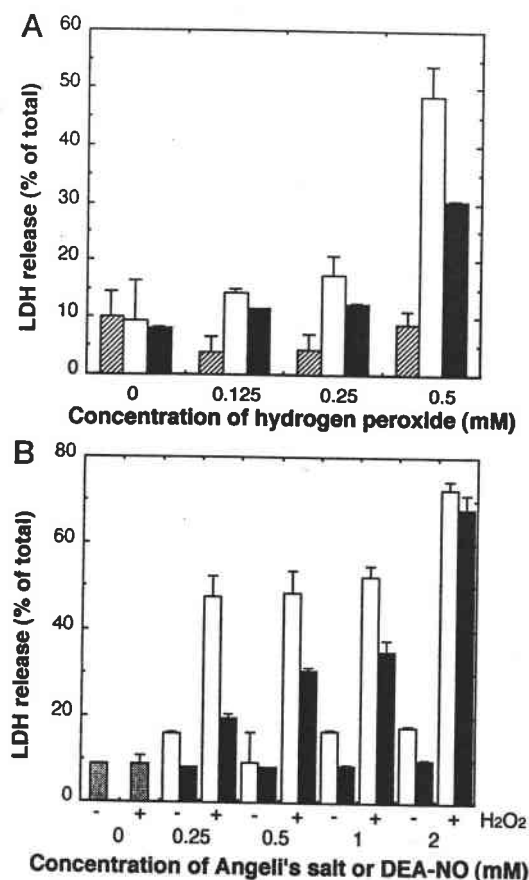 A
LDH release (% of total)
60
50
40
30
20
10
0
0 0.125 0.25 0.5
Concentration of hydrogen peroxide (mM)
B
LDH release (% of total)
80
60
40
20
0
- + - + - + - + - + H2O2
0 0.25 0.5 1 2
Concentration of Angeli's salt or DEA-NO (mM)